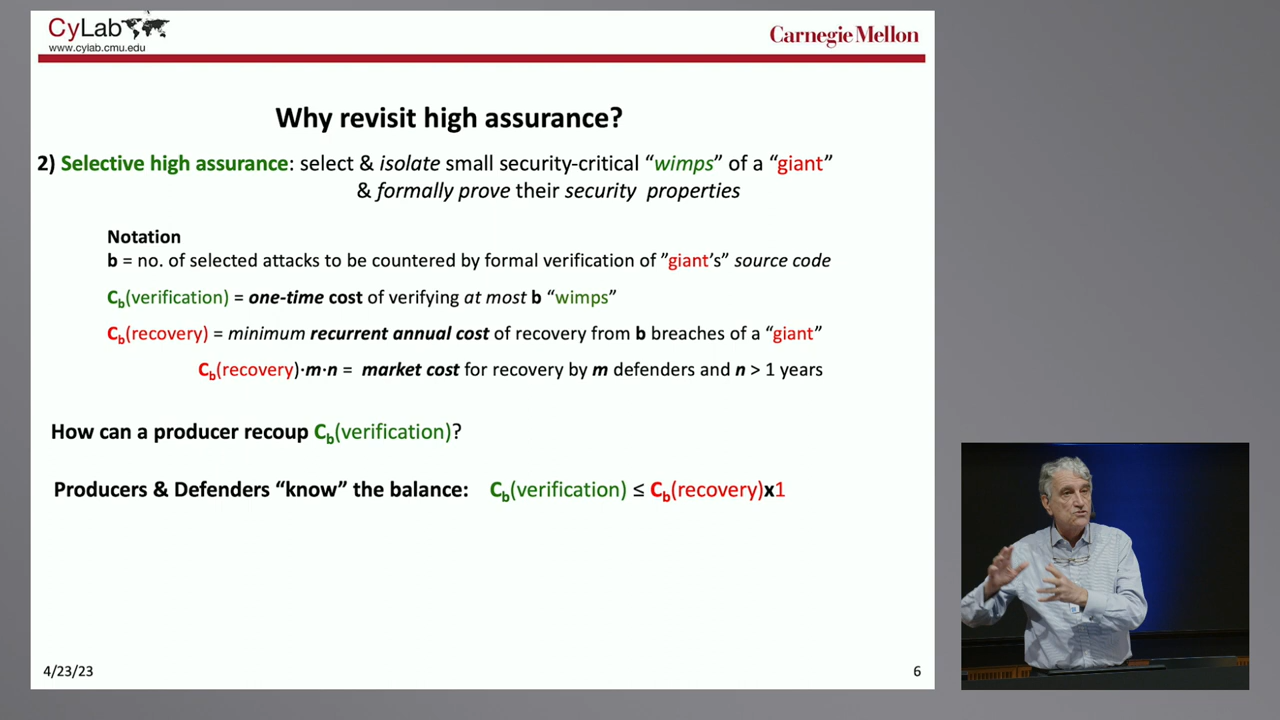 CyLab
www.cylab.cmu.edu
Carnegie Mellon
Why revisit high assurance?
2) Selective high assurance: select & isolate small security-critical “wimps” of a “giant”
& formally prove their security properties
Notation
b = no. of selected attacks to be countered by formal verification of ”giant’s” source code
Cb(verification) = one-time cost of verifying at most b “wimps”
Cb(recovery) = minimum recurrent annual cost of recovery from b breaches of a “giant”
Cb(recovery)·m·n = market cost for recovery by m defenders and n > 1 years
How can a producer recoup Cb(verification)?
Producers & Defenders “know” the balance: Cb(verification) ≤ Cb(recovery)x1
4/23/23
6